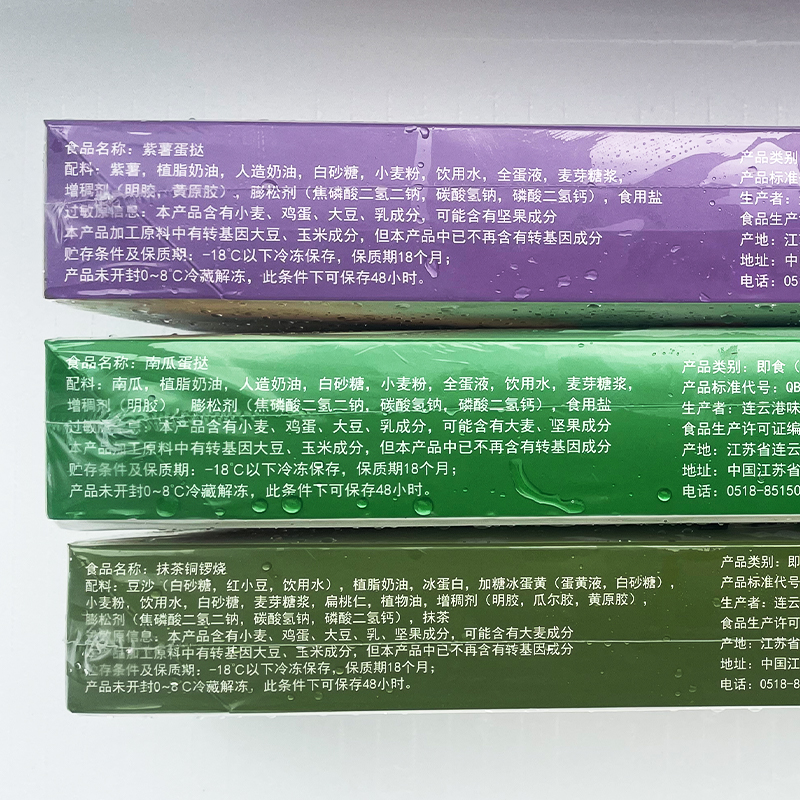 食品名称：紫薯蛋挞
配料：紫薯，植脂奶油，人造奶油，白砂糖，小麦粉，饮用水，全蛋液，麦芽糖浆，
增稠剂（明胶，黄原胶），膨松剂（焦磷酸二氢二钠，碳酸氢钠，磷酸二氢钙），食用盐
过敏原信息：本产品含有小麦、鸡蛋、大豆、乳成分，可能含有坚果成分
本产品加工原料中有转基因大豆、玉米成分，但本产品中已不再含有转基因成分
贮存条件及保质期：-18℃以下冷冻保存，保质期18个月；
产品未开封0~8℃冷藏解冻，此条件下可保存48小时。
产品类别
产品标准
生产者：
食品生产
产地：江
地址：中
电话：05
食品名称：南瓜蛋挞
配料：南瓜，植脂奶油，人造奶油，白砂糖，小麦粉，全蛋液，饮用水，麦芽糖浆，
增稠剂（明胶），膨松剂（焦磷酸二氢二钠，碳酸氢钠，磷酸二氢钙），食用盐
过敏 信息：本产品含有小麦、鸡蛋、大豆、乳成分，可能含有大麦、坚果成分
本产品加工原料中有转基因大豆、玉米成分，但本产品中已不再含有转基因成分
贮存条件及保质期：-18℃以下冷冻保存，保质期18个月；
产品未开封0~8℃冷藏解冻，此条件下可保存48小时。
产品类别：即食（
产品标准代号：QB
生产者：连云港味
食品生产许可证编
产地：江苏省连云
地址：中国江苏省
电话：0518-85150
食品名称：抹茶铜锣烧
配料：豆沙（白砂糖，红小豆，饮用水），植脂奶油，冰蛋白，加糖冰蛋黄（蛋黄液，白砂糖），
小麦粉，饮用水，白砂糖，麦芽糖浆，扁桃仁，植物油，增稠剂（明胶，瓜尔胶，黄原胶），
膨松剂（焦磷酸二氢二钠，碳酸氢钠，磷酸二氢钙），抹茶
过敏原信息：本产品含有小麦、鸡蛋、大豆、乳、坚果成分，可能含有大麦成分
本产品加工原料中有转基因大豆、玉米成分，但本产品中已不再含有转基因成分
贮存条件及保质期：-18℃以下冷冻保存，保质期18个月；
产品未开封0~8℃冷藏解冻，此条件下可保存48小时。
产品类别：即
产品标准代号
生产者：连云
食品生产许可
产地：江苏省
地址：中国江
电话：0518-8